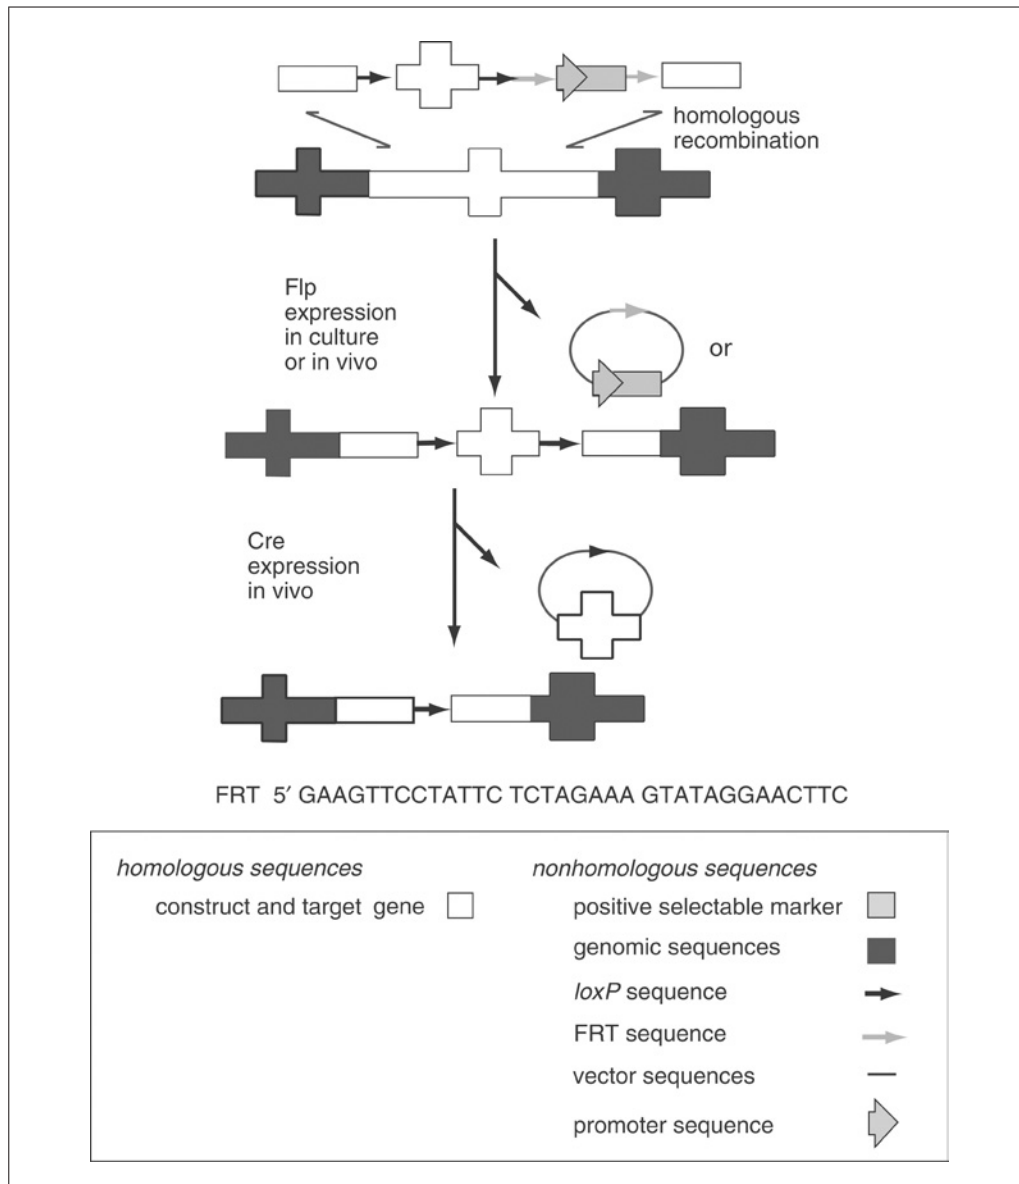 homologous
recombination
Flp
expression
in culture
or in vivo
or
Cre
expression
in vivo
FRT 5′ GAAGTTCCTATTC TCTAGAAA GTATAGGAACTTC
homologous sequences
construct and target gene
nonhomologous sequences
positive selectable marker
genomic sequences
loxP sequence
FRT sequence
vector sequences
promoter sequence